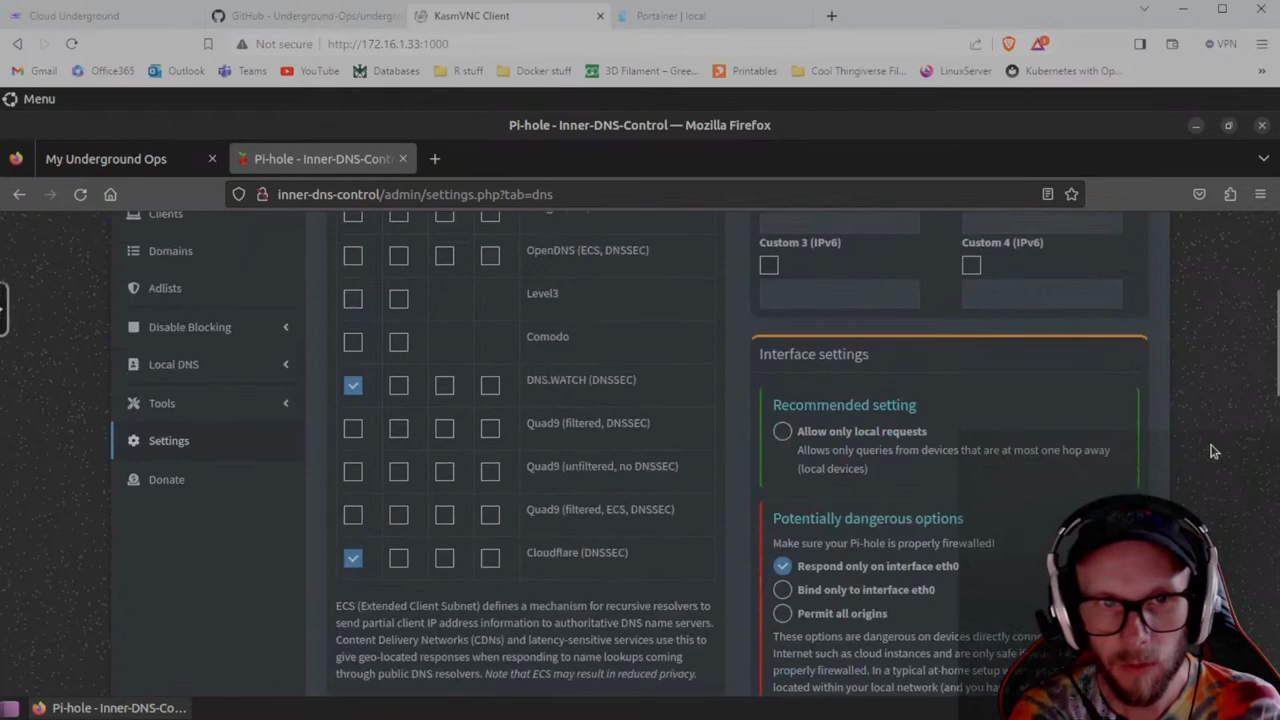 Cloud Underground
GitHub - Underground-Ops/undergr
KasmVNC Client
Portainer | local
Not secure
http://172.16.1.33:1000
VPN
Gmail
Office365
Outlook
Teams
YouTube
Databases
R stuff
Docker stuff
3D Filament – Gree...
Printables
Cool Thingiverse Fil...
LinuxServer
Kubernetes with Op...
Menu
Pi-hole - Inner-DNS-Control — Mozilla Firefox
My Underground Ops
Pi-hole - Inner-DNS-Cont
inner-dns-control/admin/settings.php?tab=dns
Clients
Domains
Adlists
Disable Blocking
Local DNS
Tools
Settings
Donate
OpenDNS (ECS, DNSSEC)
Level3
Comodo
DNS.WATCH (DNSSEC)
Quad9 (filtered, DNSSEC)
Quad9 (unfiltered, no DNSSEC)
Quad9 (filtered, ECS, DNSSEC)
Cloudflare (DNSSEC)
ECS (Extended Client Subnet) defines a mechanism for recursive resolvers to
send partial client IP address information to authoritative DNS name servers.
Content Delivery Networks (CDNs) and latency-sensitive services use this to
give geo-located responses when responding to name lookups coming
through public DNS resolvers. Note that ECS may result in reduced privacy.
Custom 3 (IPv6)
Custom 4 (IPv6)
Interface settings
Recommended setting
Allow only local requests
Allows only queries from devices that are at most one hop away
(local devices)
Potentially dangerous options
Make sure your Pi-hole is properly firewalled!
Respond only on interface eth0
Bind only to interface eth0
Permit all origins
These options are dangerous on devices directly conne
Internet such as cloud instances and are only safe if
properly firewalled. In a typical at-home setup
located within your local network (and you ha
Pi-hole - Inner-DNS-Co...